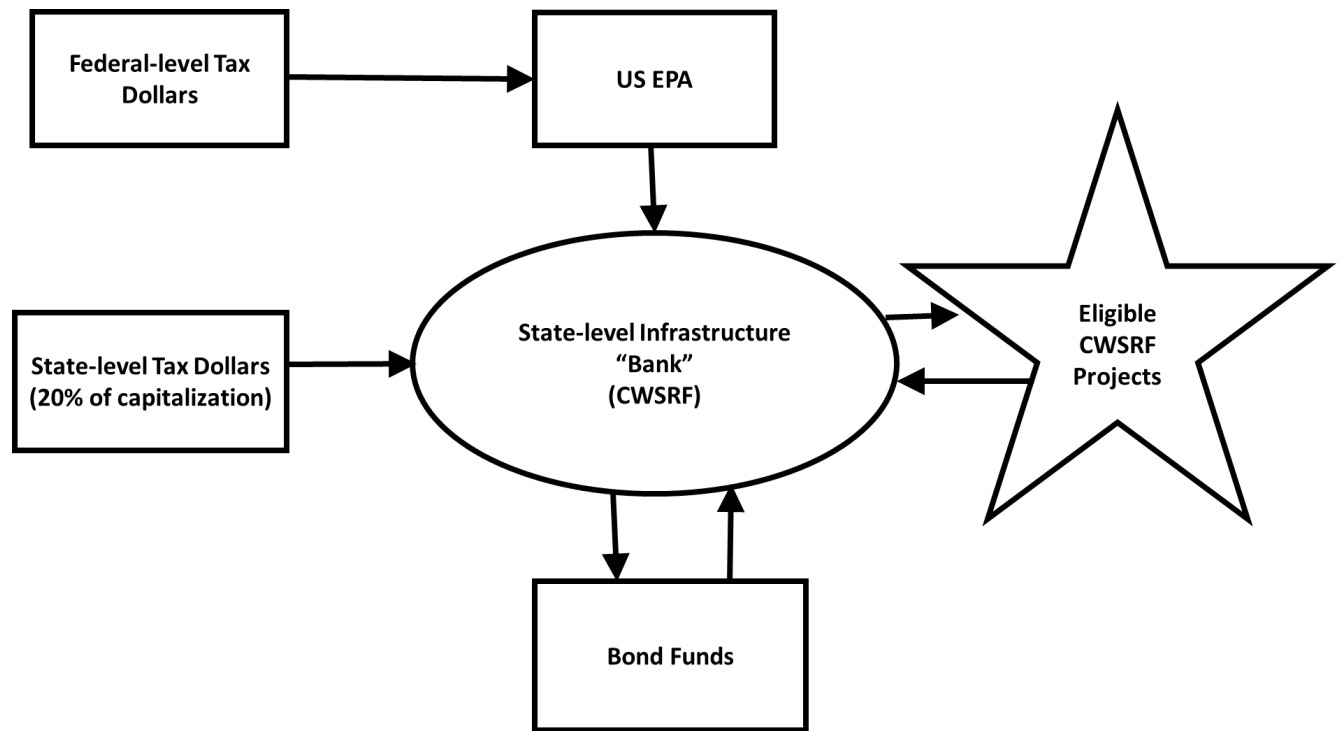 Federal-level Tax
Dollars
US EPA
State-level Tax Dollars
(20% of capitalization)
State-level Infrastructure
“Bank”
(CWSRF)
Eligible
CWSRF
Projects
Bond Funds